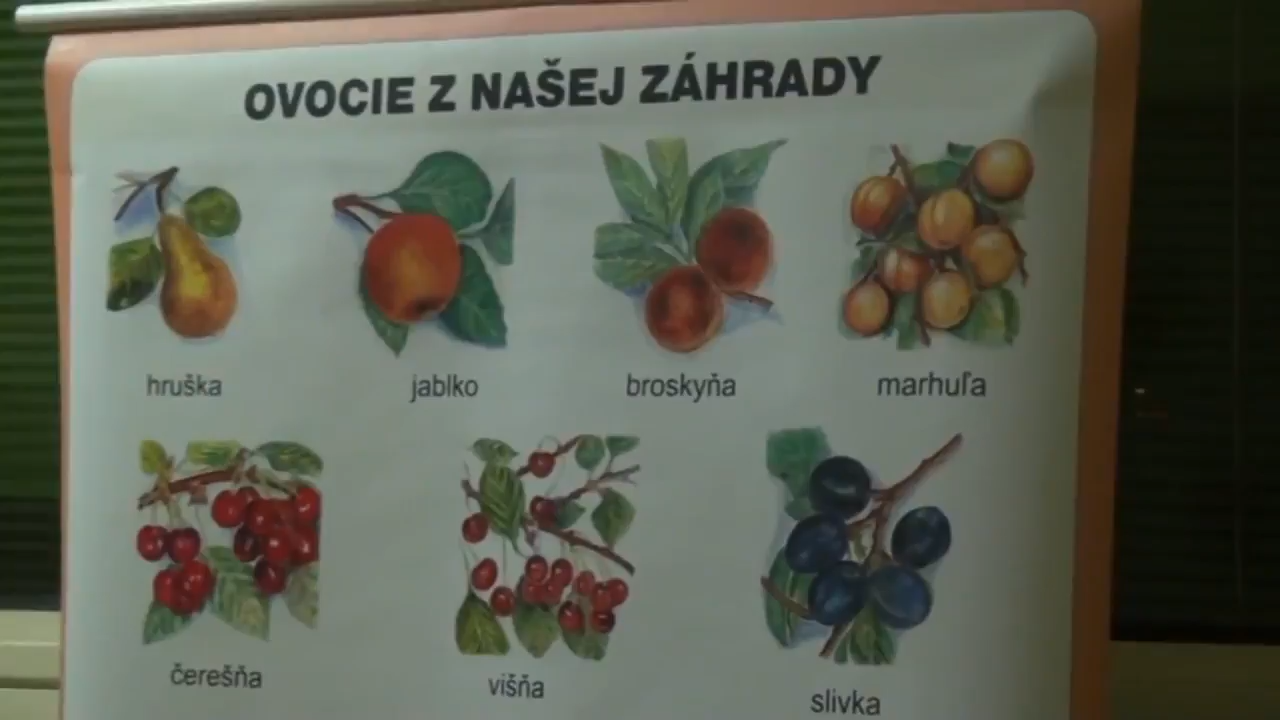 OVOCIE Z NAŠEJ ZÁHRADY
hruška
jablko
broskyňa
marhuľa
čerešňa
višňa
slivka